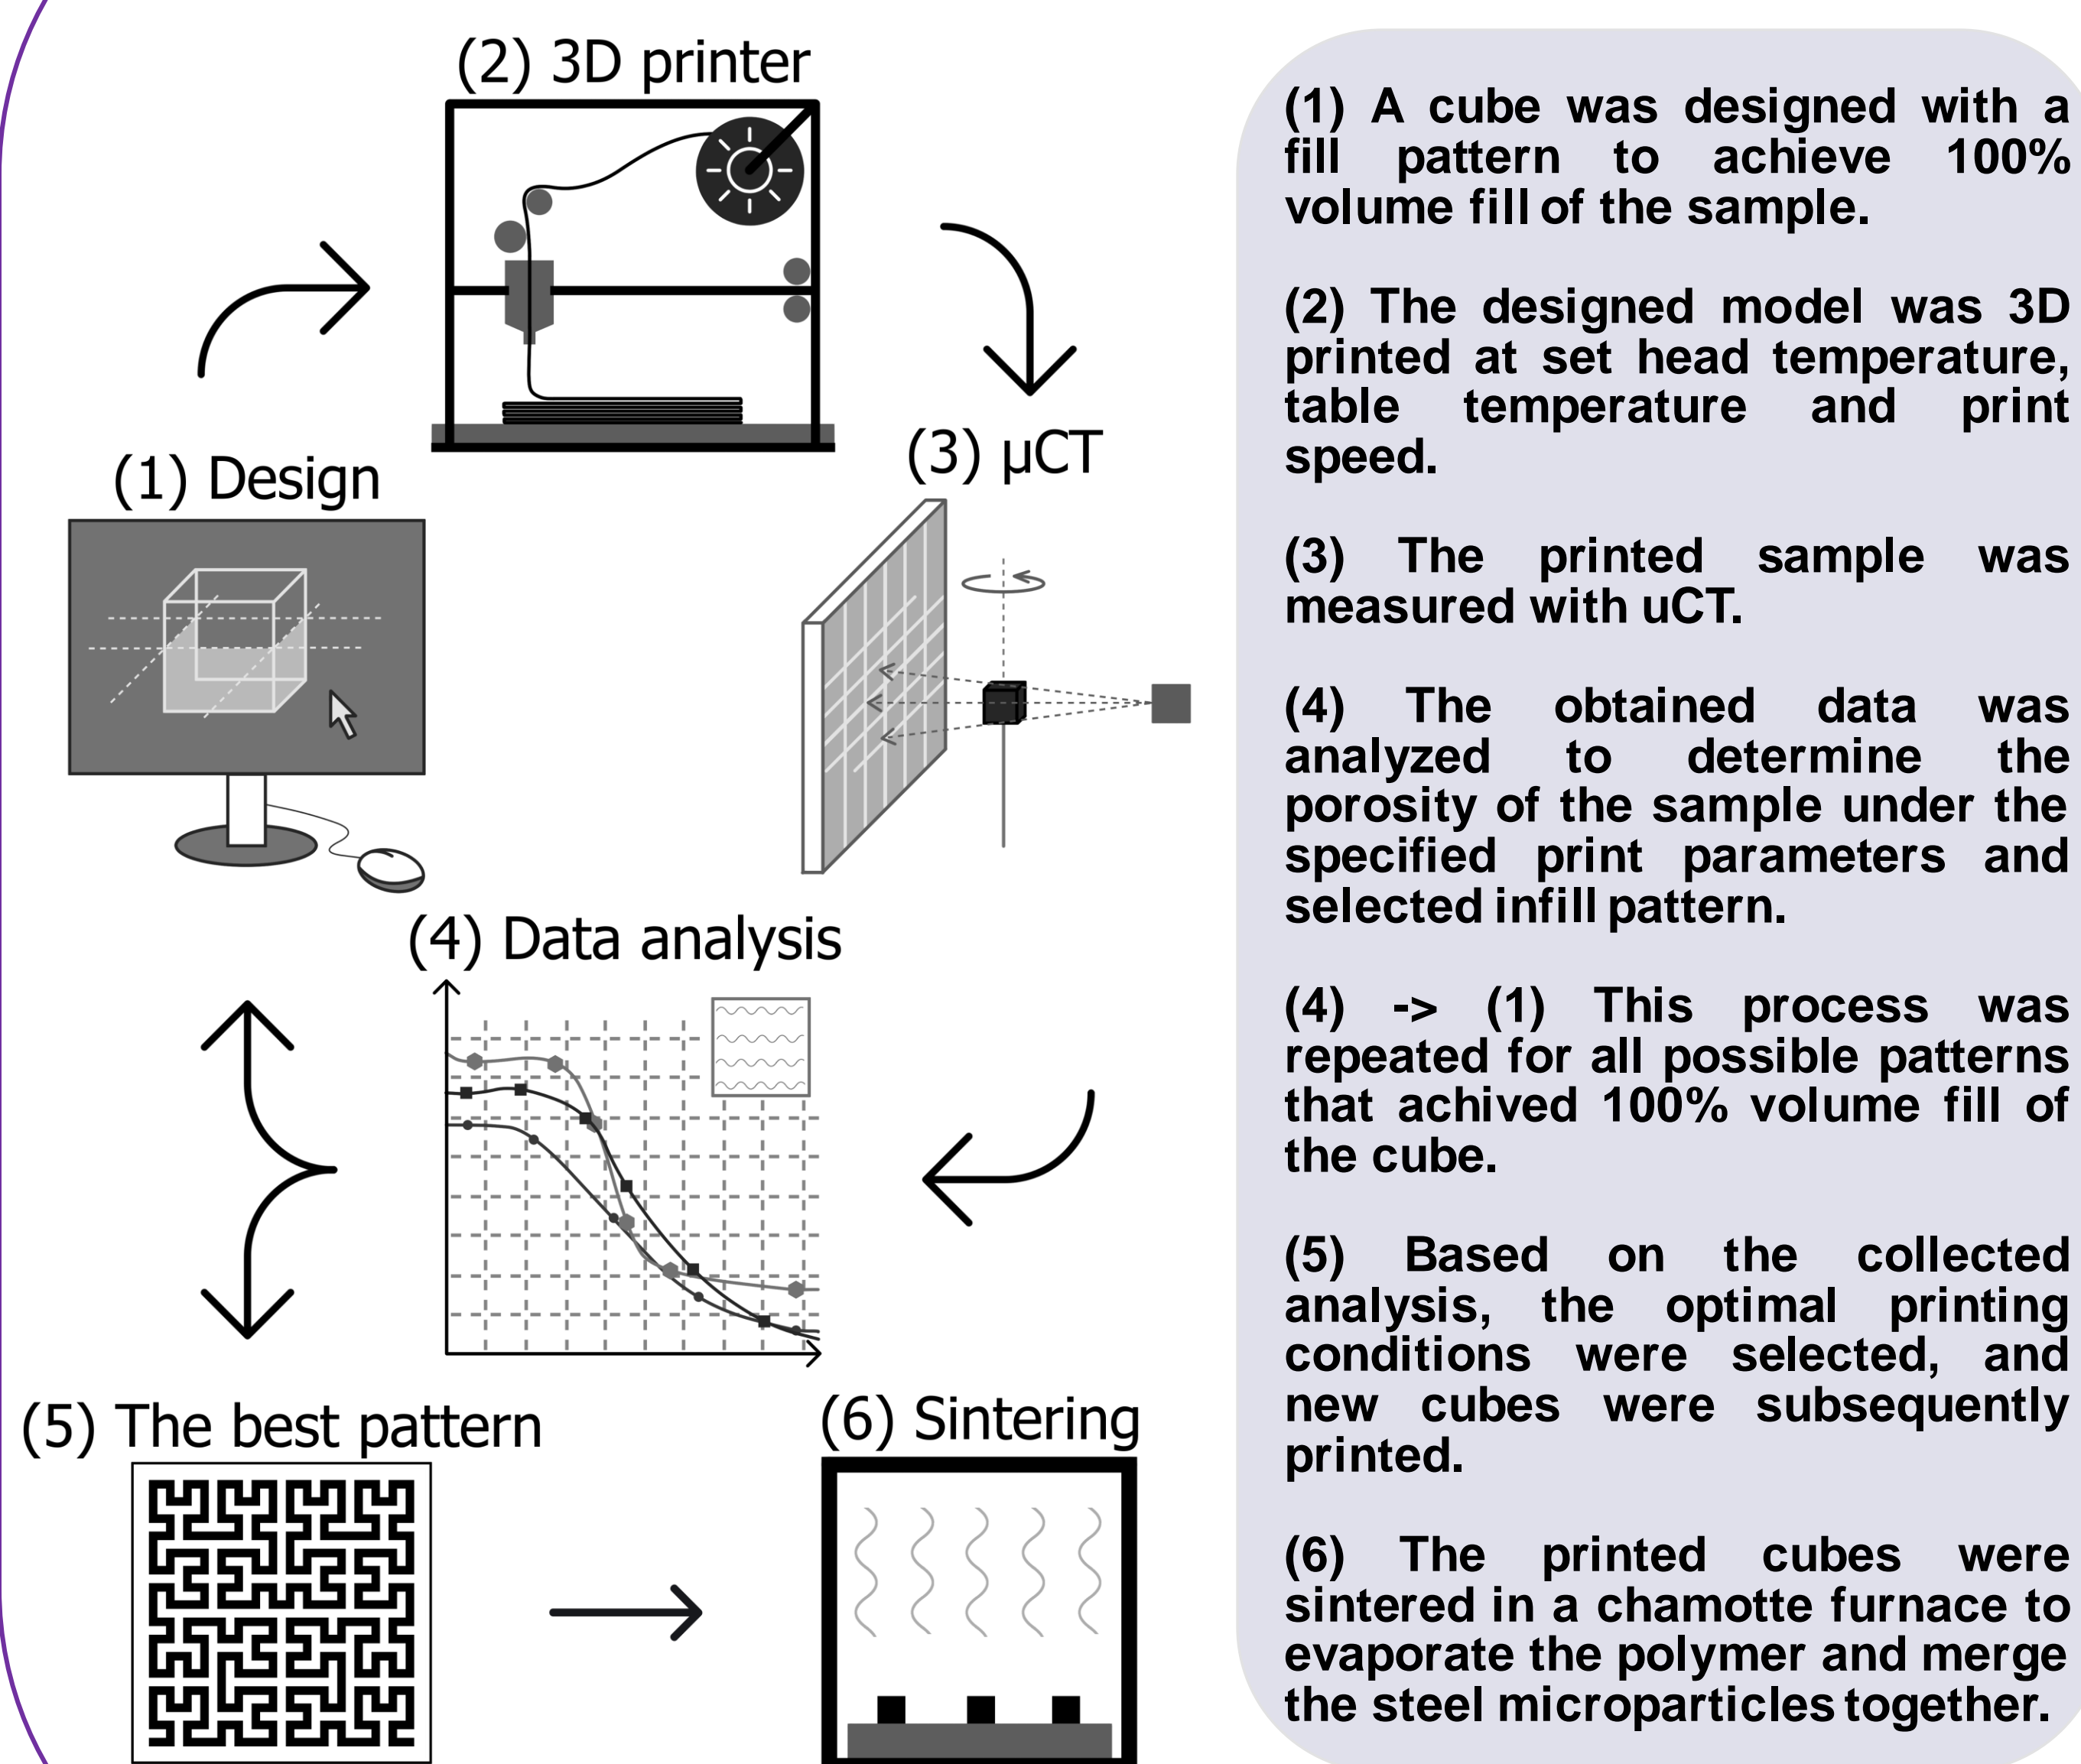 (2) 3D printer
(1) Design
(3) µCT
(4) Data analysis
(5) The best pattern
(6) Sintering
(1) A cube was designed with a
fill pattern to achieve 100%
volume fill of the sample.
(2) The designed model was 3D
printed at set head temperature,
table temperature and print
speed.
(3) The printed sample was
measured with uCT.
(4) The obtained data was
analyzed to determine the
porosity of the sample under the
specified print parameters and
selected infill pattern.
(4) -> (1) This process was
repeated for all possible patterns
that achived 100% volume fill of
the cube.
(5) Based on the collected
analysis, the optimal printing
conditions were selected, and
new cubes were subsequently
printed.
(6) The printed cubes were
sintered in a chamotte furnace to
evaporate the polymer and merge
the steel microparticles together.